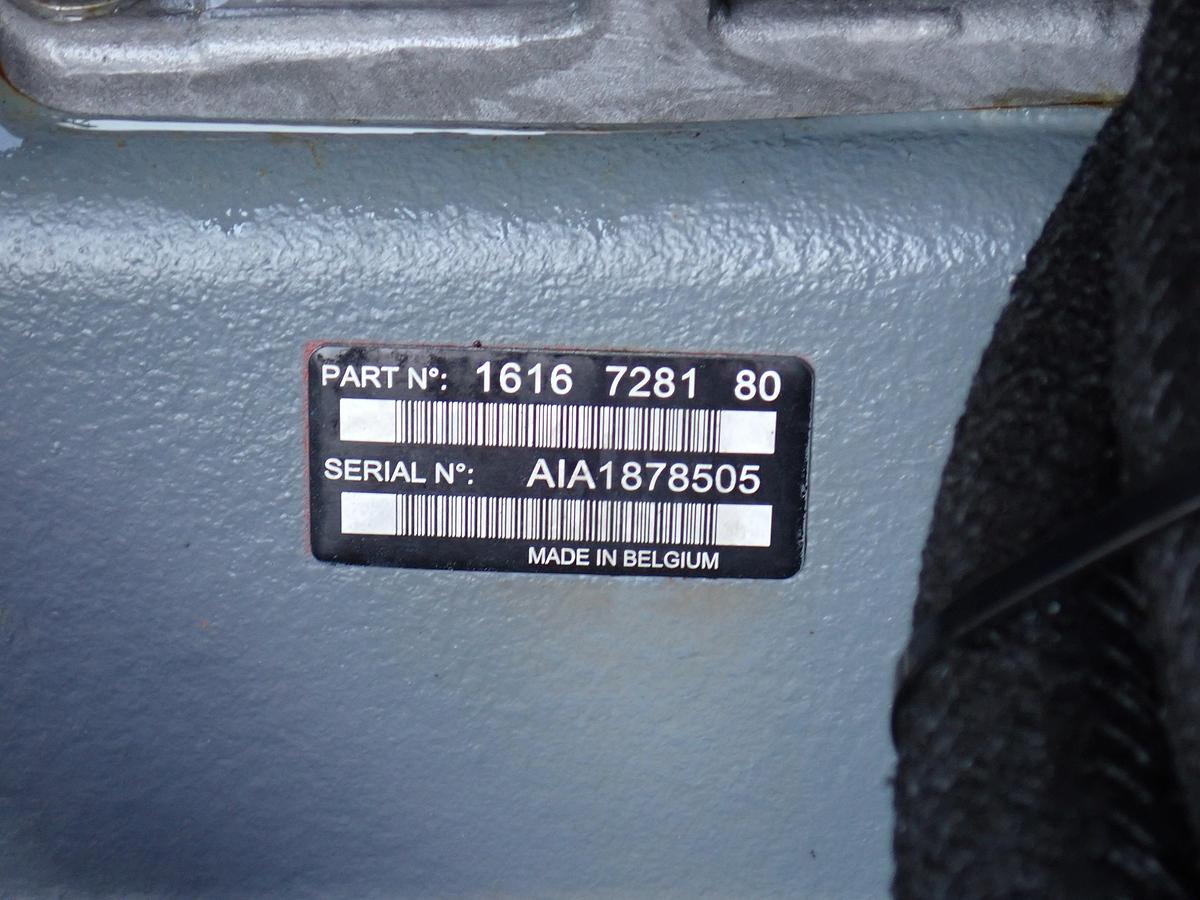 PART N°: 1616 7281 80
SERIAL N°: AIA1878505
MADE IN BELGIUM